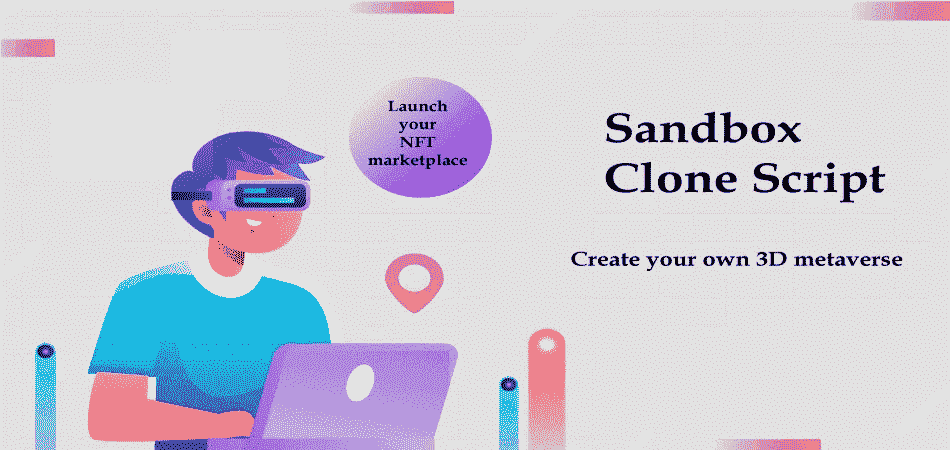 Launch
your
NFT
marketplace
Sandbox
Clone Script
Create your own 3D metaverse